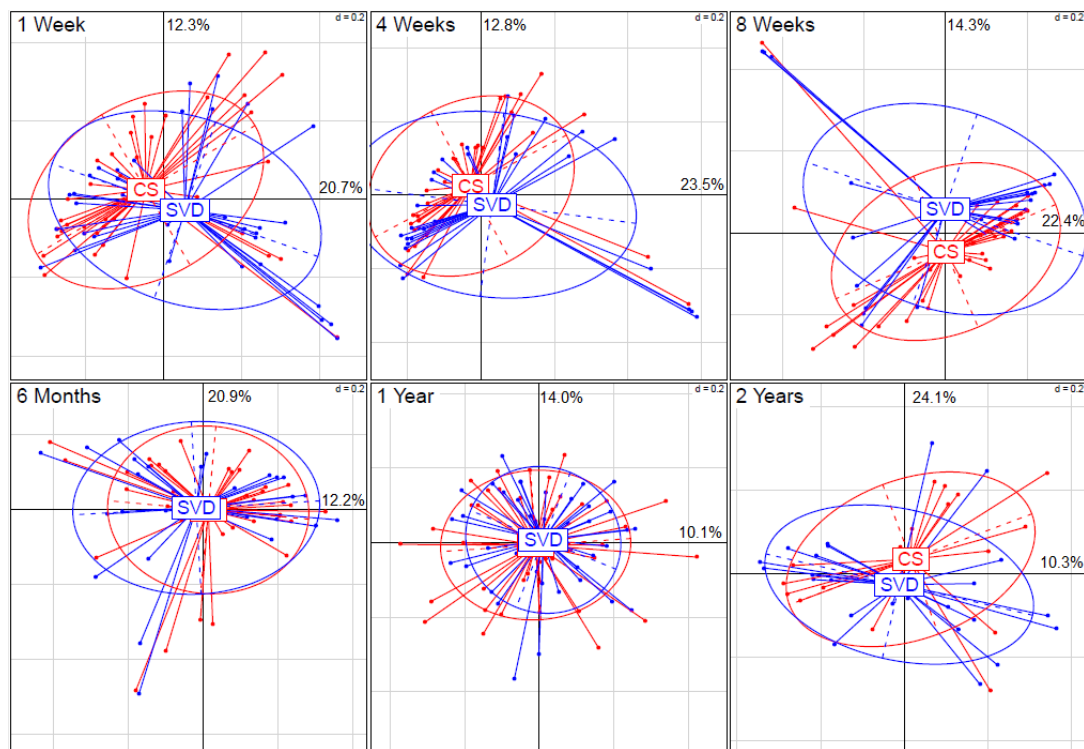 1 Week
12.3%
d = 0.2
CS
20.7%
SVD
4 Weeks
12.8%
d = 0.2
CS
23.5%
SVD
8 Weeks
14.3%
d = 0.2
SVD
22.4%
CS
6 Months
20.9%
d = 0.2
12.2%
SVD
1 Year
14.0%
d = 0.2
10.1%
SVD
2 Years
24.1%
d = 0.2
CS
10.3%
SVD